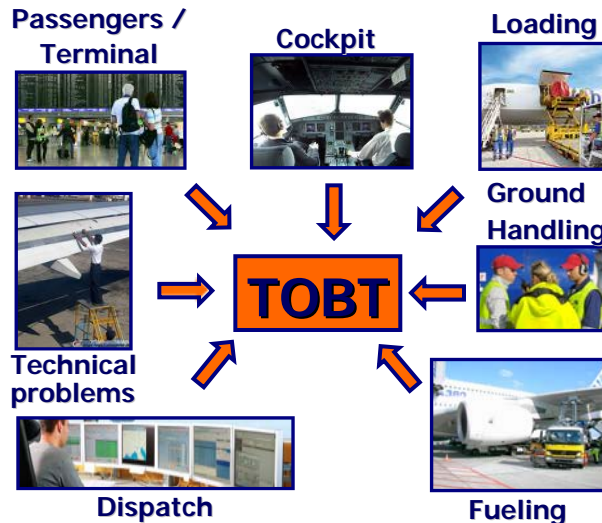 Passengers /
Terminal
Cockpit
Loading
Ground
Handling
TOBT
Technical
problems
Dispatch
Fueling